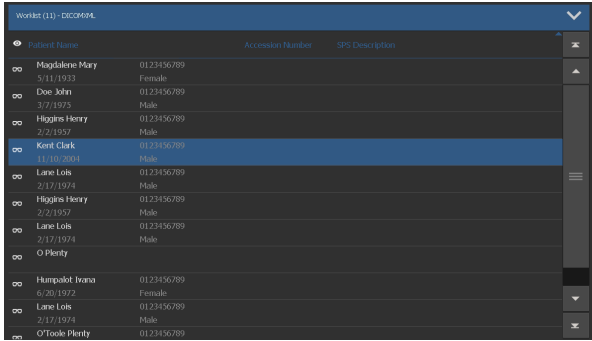 Worklist (11) - DICOMXML
Patient Name Accession Number SPS Description
Magdalene Mary 0123456789
5/11/1933 Female
Doe John 0123456789
3/7/1975 Male
Higgins Henry 0123456789
2/2/1957 Male
Kent Clark 0123456789
11/10/2004 Male
Lane Lois 0123456789
2/17/1974 Male
Higgins Henry 0123456789
2/2/1957 Male
Lane Lois 0123456789
2/17/1974 Male
O Plenty
Humpalot Ivana 0123456789
6/20/1972 Female
Lane Lois 0123456789
2/17/1974 Male
O'Toole Plenty 0123456789